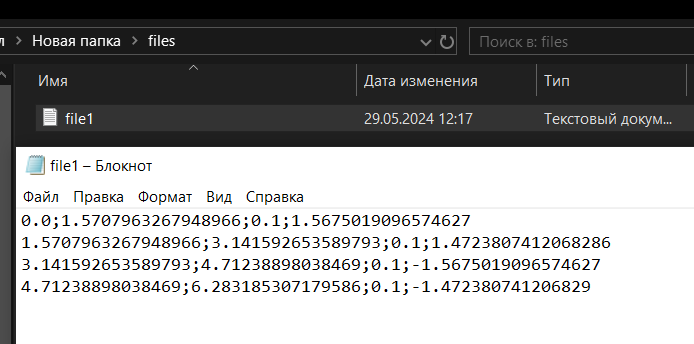 л > Новая папка > files
Поиск в: files
Имя Дата изменения Тип
file1 29.05.2024 12:17 Текстовый докум...
file1 – Блокнот
Файл Правка Формат Вид Справка
0.0;1.5707963267948966;0.1;1.5675019096574627
1.5707963267948966;3.141592653589793;0.1;1.4723807412068286
3.141592653589793;4.71238898038469;0.1;-1.5675019096574627
4.71238898038469;6.283185307179586;0.1;-1.472380741206829